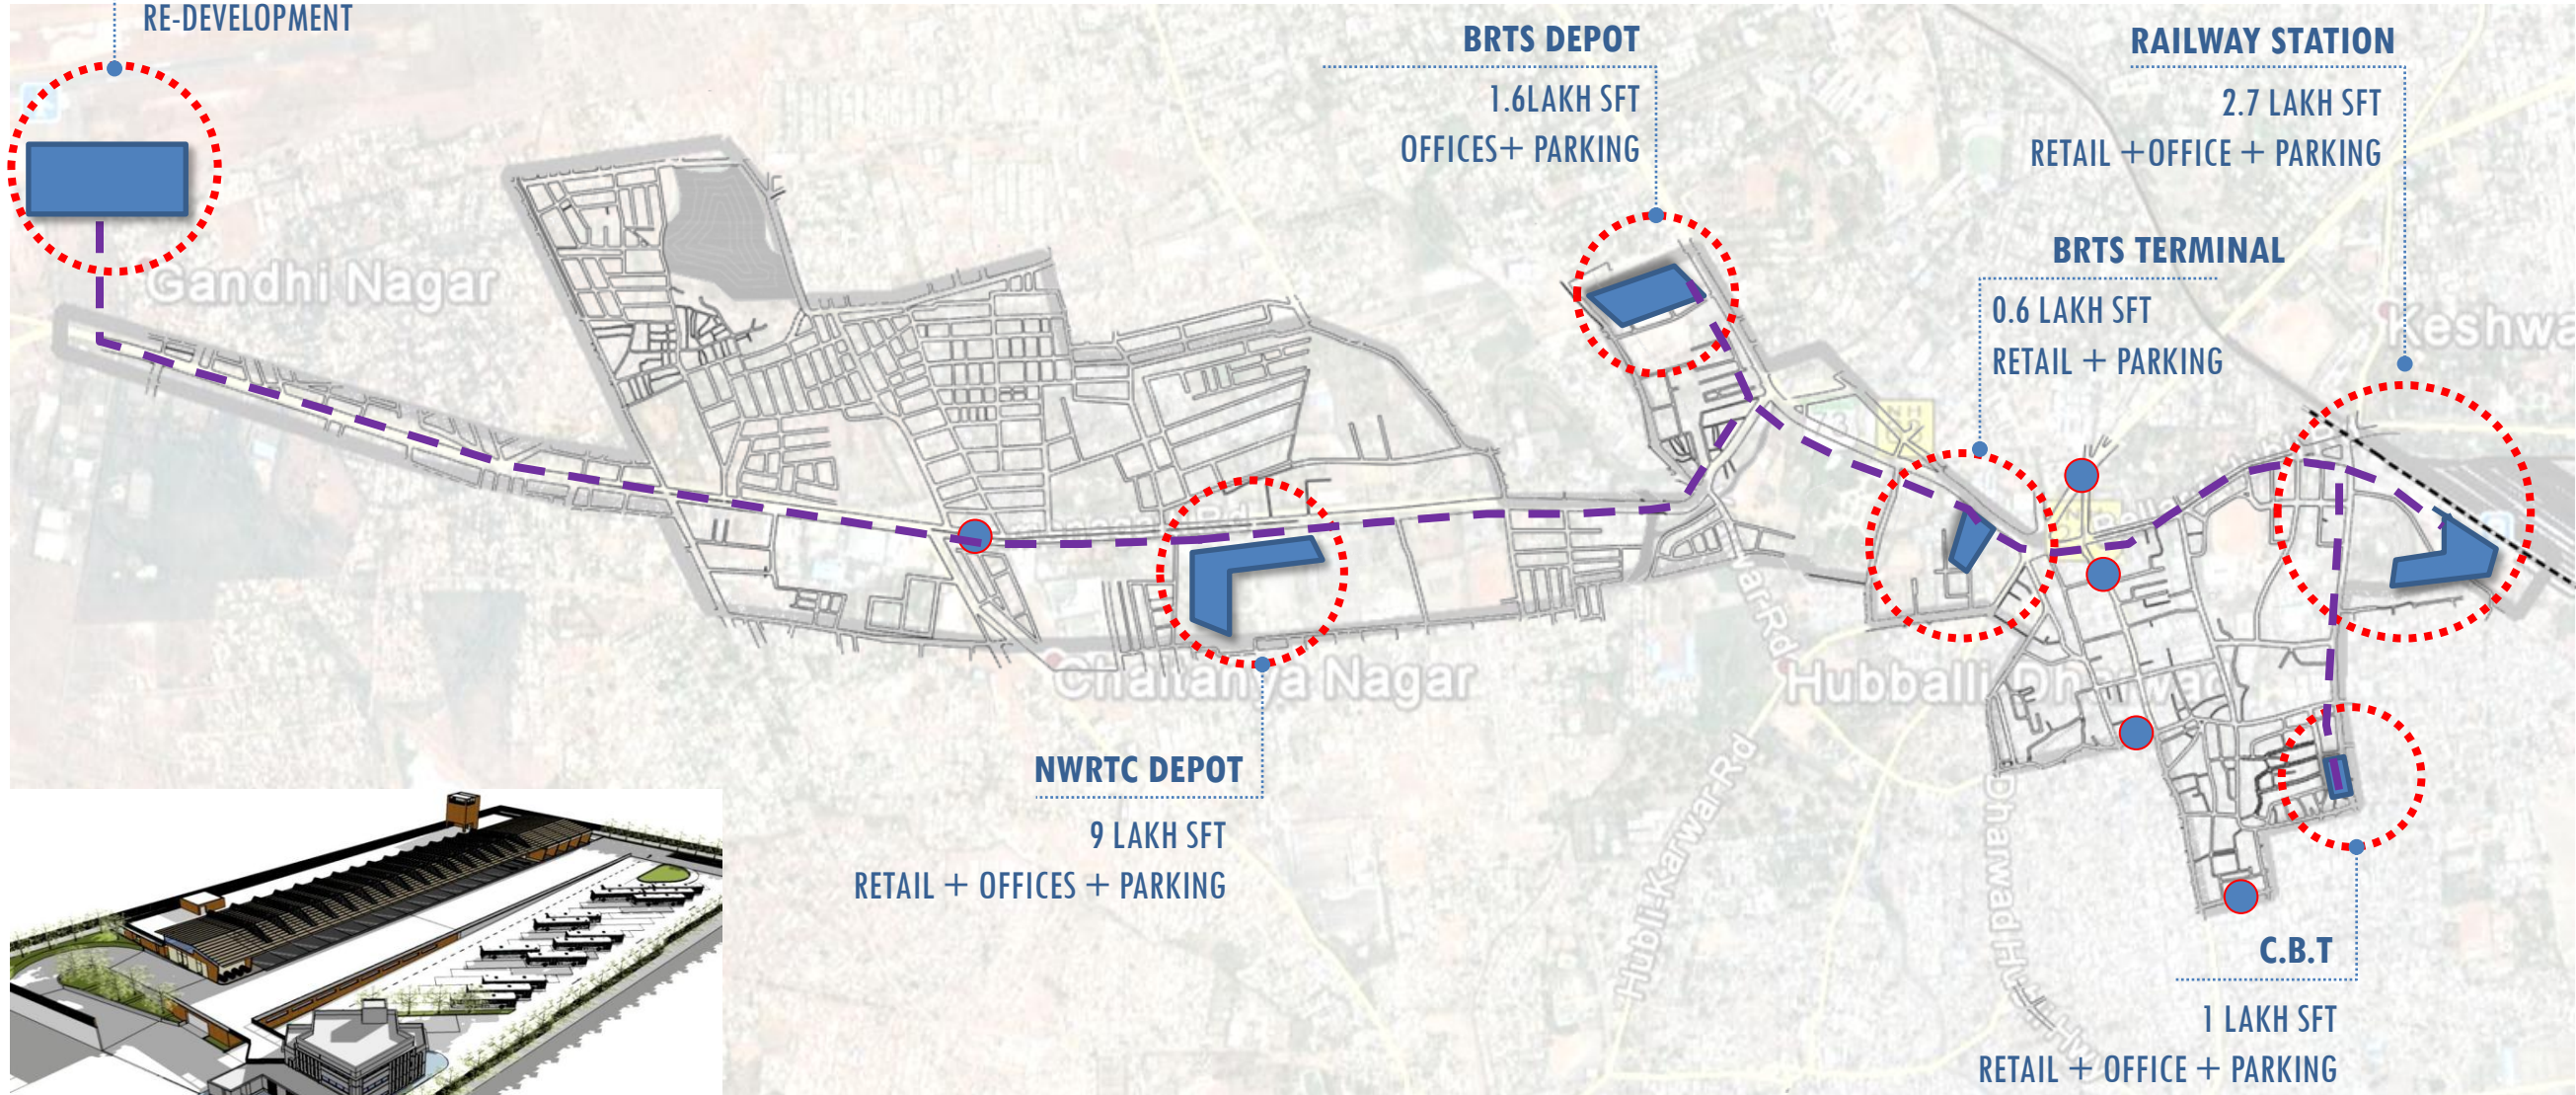 RE-DEVELOPMENT
BRTS DEPOT
1.6LAKH SFT
OFFICES+ PARKING
RAILWAY STATION
2.7 LAKH SFT
RETAIL +OFFICE + PARKING
BRTS TERMINAL
0.6 LAKH SFT
RETAIL + PARKING
Gandhi Nagar
Keshwa
NH
Chaitanya Nagar
Hubballi-Dharwad
NWRTC DEPOT
9 LAKH SFT
RETAIL + OFFICES + PARKING
Hubli-Karwar Rd
C.B.T
1 LAKH SFT
RETAIL + OFFICE + PARKING